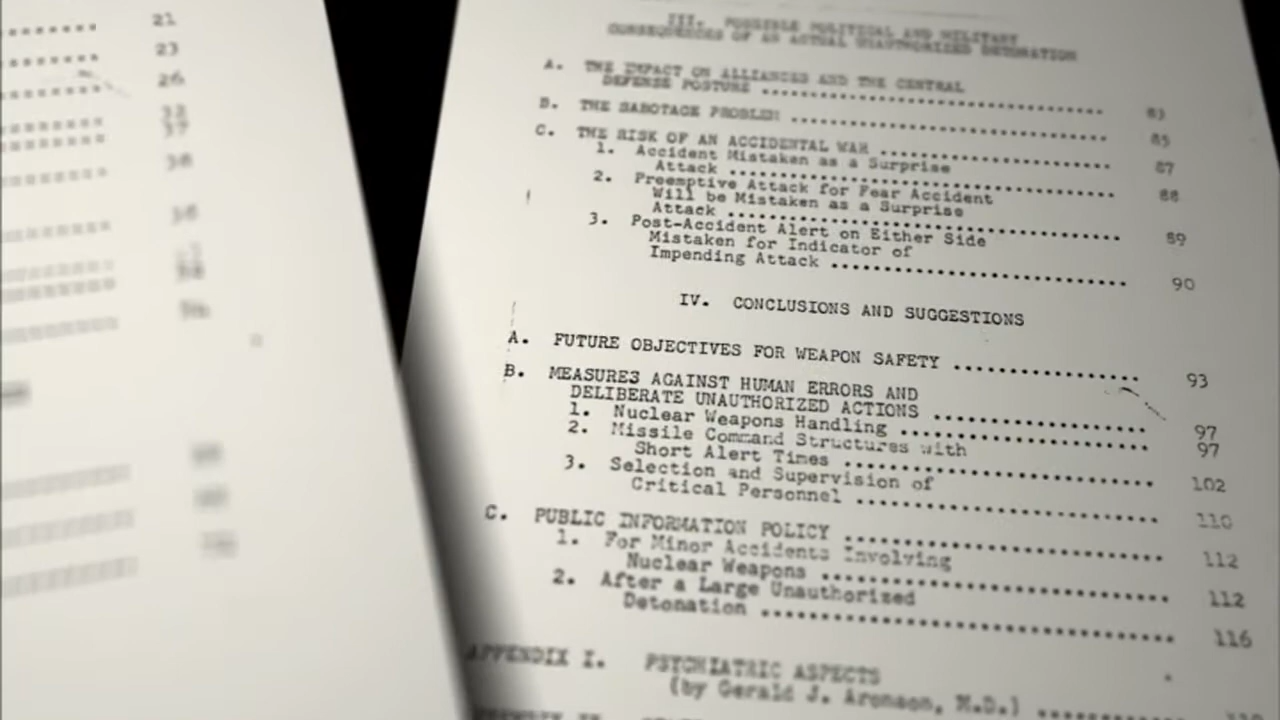 21
23
26
32
37
38
III. POSSIBLE POLITICAL AND MILITARY
CONSEQUENCES OF AN ACTUAL UNAUTHORIZED DETONATION
A. THE IMPACT ON ALLIANCES AND THE CENTRAL
DEFENSE POSTURE .......... 83
B. THE SABOTAGE PROBLEM .......... 85
C. THE RISK OF AN ACCIDENTAL WAR .......... 87
1. Accident Mistaken as a Surprise
Attack .......... 88
2. Preemptive Attack for Fear Accident
Will be Mistaken as a Surprise
Attack .......... 89
3. Post-Accident Alert on Either Side
Mistaken for Indicator of
Impending Attack .......... 90
IV. CONCLUSIONS AND SUGGESTIONS
A. FUTURE OBJECTIVES FOR WEAPON SAFETY .......... 93
B. MEASURES AGAINST HUMAN ERRORS AND
DELIBERATE UNAUTHORIZED ACTIONS .......... 97
1. Nuclear Weapons Handling .......... 97
2. Missile Command Structures with
Short Alert Times .......... 102
3. Selection and Supervision of
Critical Personnel .......... 110
C. PUBLIC INFORMATION POLICY .......... 112
1. For Minor Accidents Involving
Nuclear Weapons .......... 112
2. After a Large Unauthorized
Detonation .......... 116
APPENDIX I. PSYCHIATRIC ASPECTS
(by Gerald J. Aronson, M.D.) ..........